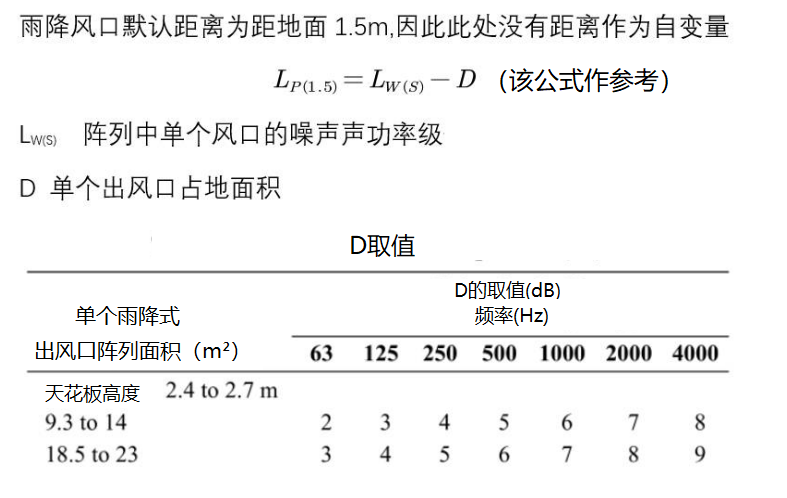 雨降风口默认距离为距地面 1.5m,因此此处没有距离作为自变量
L_{P(1.5)} = L_{W(S)} − D （该公式作参考）
L_{W(S)} 阵列中单个风口的噪声声功率级
D 单个出风口占地面积
D取值
D的取值(dB)
单个雨降式 频率(Hz)
出风口阵列面积（m²） 63 125 250 500 1000 2000 4000
天花板高度 2.4 to 2.7 m
9.3 to 14 2 3 4 5 6 7 8
18.5 to 23 3 4 5 6 7 8 9